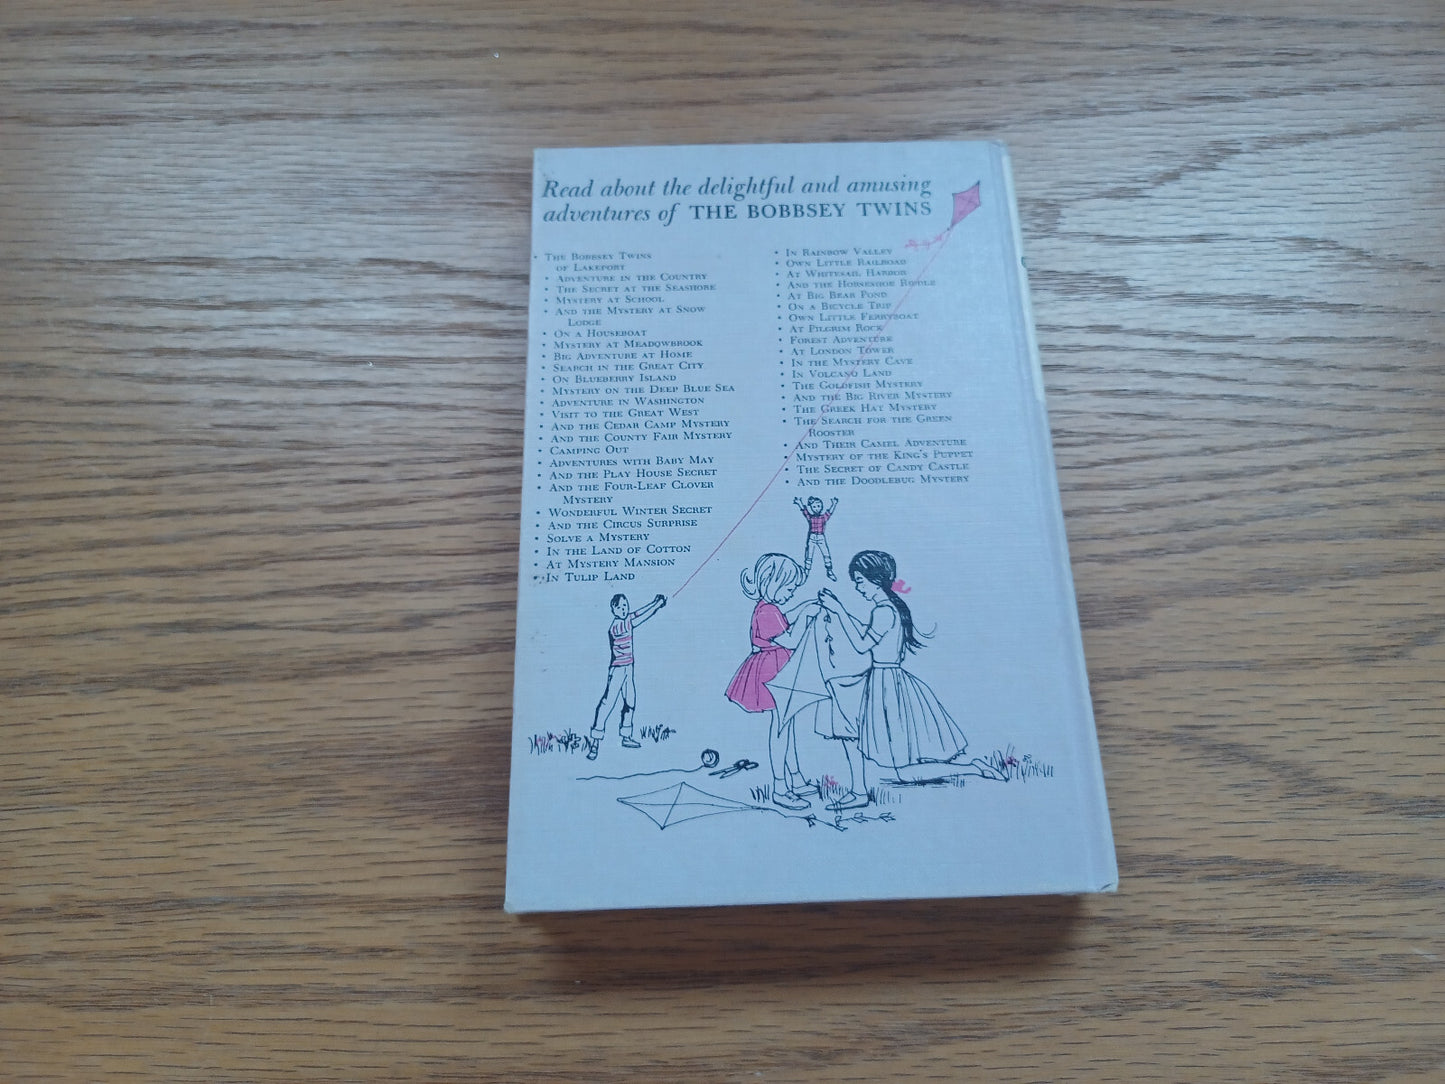 Read about the delightful and amusing
adventures of THE BOBBSEY TWINS
• THE BOBBSEY TWINS
OF LAKEPORT
• ADVENTURE IN THE COUNTRY
• THE SECRET AT THE SEASHORE
• MYSTERY AT SCHOOL
• AND THE MYSTERY AT SNOW
LODGE
• ON A HOUSEBOAT
• MYSTERY AT MEADOWBROOK
• BIG ADVENTURE AT HOME
• SEARCH IN THE GREAT CITY
• ON BLUEBERRY ISLAND
• MYSTERY ON THE DEEP BLUE SEA
• ADVENTURE IN WASHINGTON
• VISIT TO THE GREAT WEST
• AND THE CEDAR CAMP MYSTERY
• AND THE COUNTY FAIR MYSTERY
• CAMPING OUT
• ADVENTURES WITH BABY MAY
• AND THE PLAY HOUSE SECRET
• AND THE FOUR-LEAF CLOVER
MYSTERY
• WONDERFUL WINTER SECRET
• AND THE CIRCUS SURPRISE
• SOLVE A MYSTERY
• IN THE LAND OF COTTON
• AT MYSTERY MANSION
• IN TULIP LAND
• IN RAINBOW VALLEY
• OWN LITTLE RAILROAD
• AT WHITESAIL HARBOR
• AND THE HORSESHOE RIDDLE
• AT BIG BEAR POND
• ON A BICYCLE TRIP
• OWN LITTLE FERRYBOAT
• AT PILGRIM ROCK
• FOREST ADVENTURE
• AT LONDON TOWER
• IN THE MYSTERY CAVE
• IN VOLCANO LAND
• THE GOLDFISH MYSTERY
• AND THE BIG RIVER MYSTERY
• THE GREEK HAT MYSTERY
• THE SEARCH FOR THE GREEN
ROOSTER
• AND THEIR CAMEL ADVENTURE
• MYSTERY OF THE KING'S PUPPET
• THE SECRET OF CANDY CASTLE
• AND THE DOODLEBUG MYSTERY